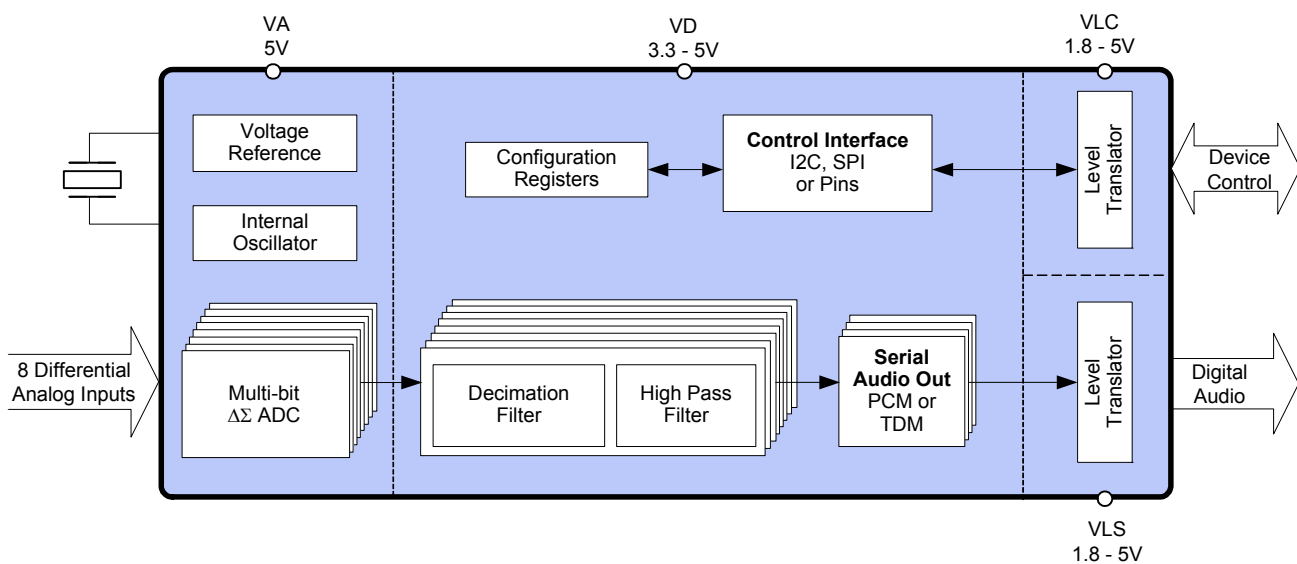 VA
5V
VD
3.3 - 5V
VLC
1.8 - 5V
Voltage
Reference
Internal
Oscillator
Configuration
Registers
Control Interface
I2C, SPI
or Pins
Level
Translator
Device
Control
8 Differential
Analog Inputs
Multi-bit
ΔΣ ADC
Decimation
Filter
High Pass
Filter
Serial
Audio Out
PCM or
TDM
Level
Translator
Digital
Audio
VLS
1.8 - 5V